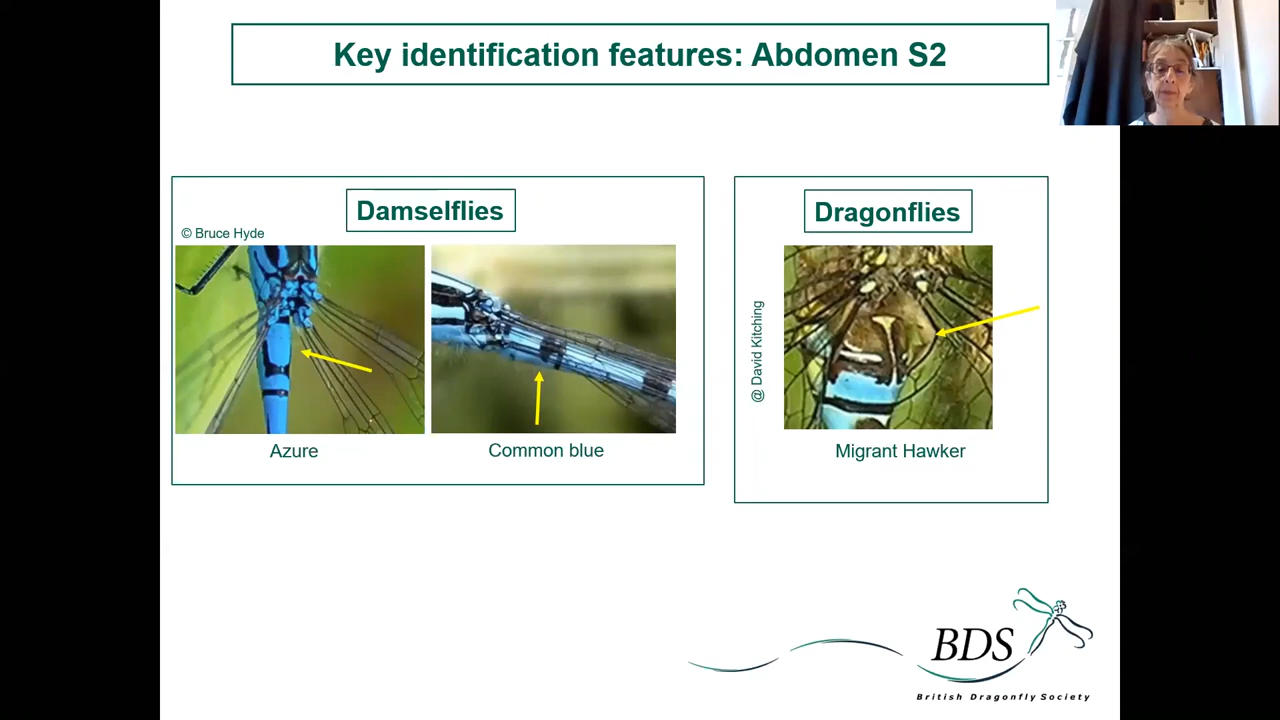 Key identification features: Abdomen S2
Damselflies
© Bruce Hyde
Azure
Common blue
Dragonflies
@ David Kitching
Migrant Hawker
BDS
British Dragonfly Society